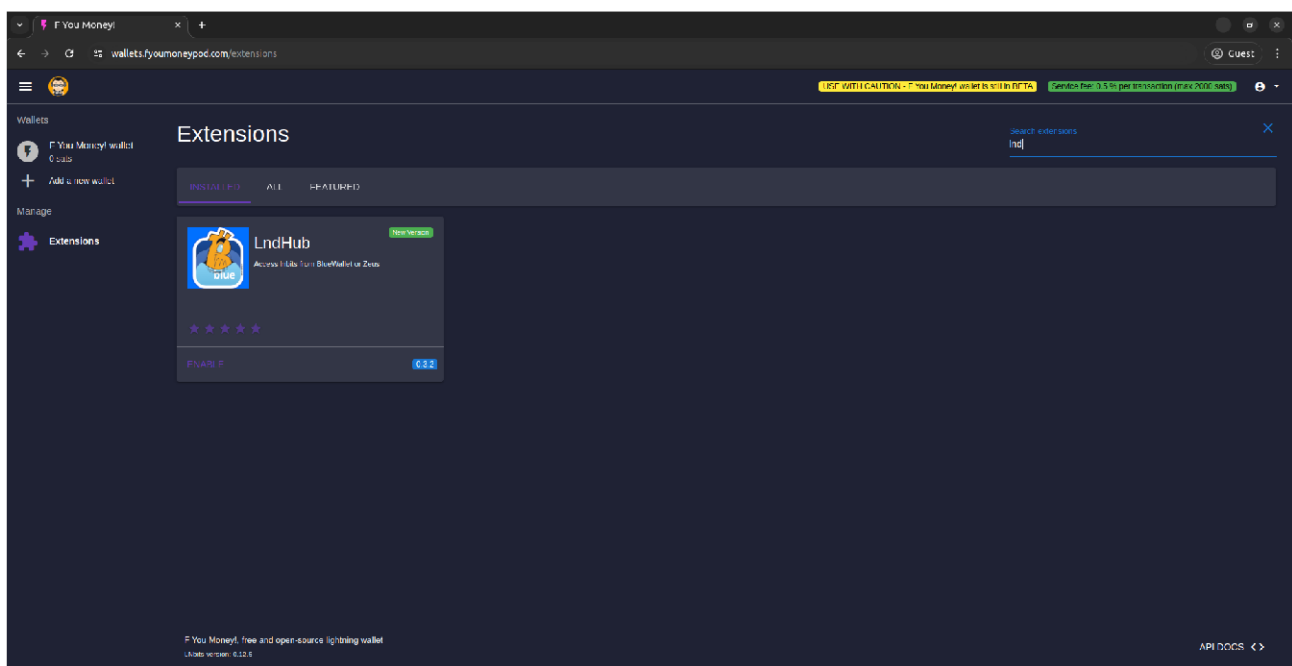 F You Money!
wallets.fyoumoneypod.com/extensions
Guest
USE WITH CAUTION - F You Money! wallet is still in BETA
Service fee: 0.5 % per transaction (max 2000 sats)
Wallets
F You Money! wallet
0 sats
Add a new wallet
Manage
Extensions
Extensions
Search extensions
lnd
INSTALLED ALL FEATURED
New Version
LndHub
Access lnbits from BlueWallet or Zeus
blue
ENABLE
0.3.2
F You Money!, free and open-source lightning wallet
LNbits version: 0.12.5
API DOCS